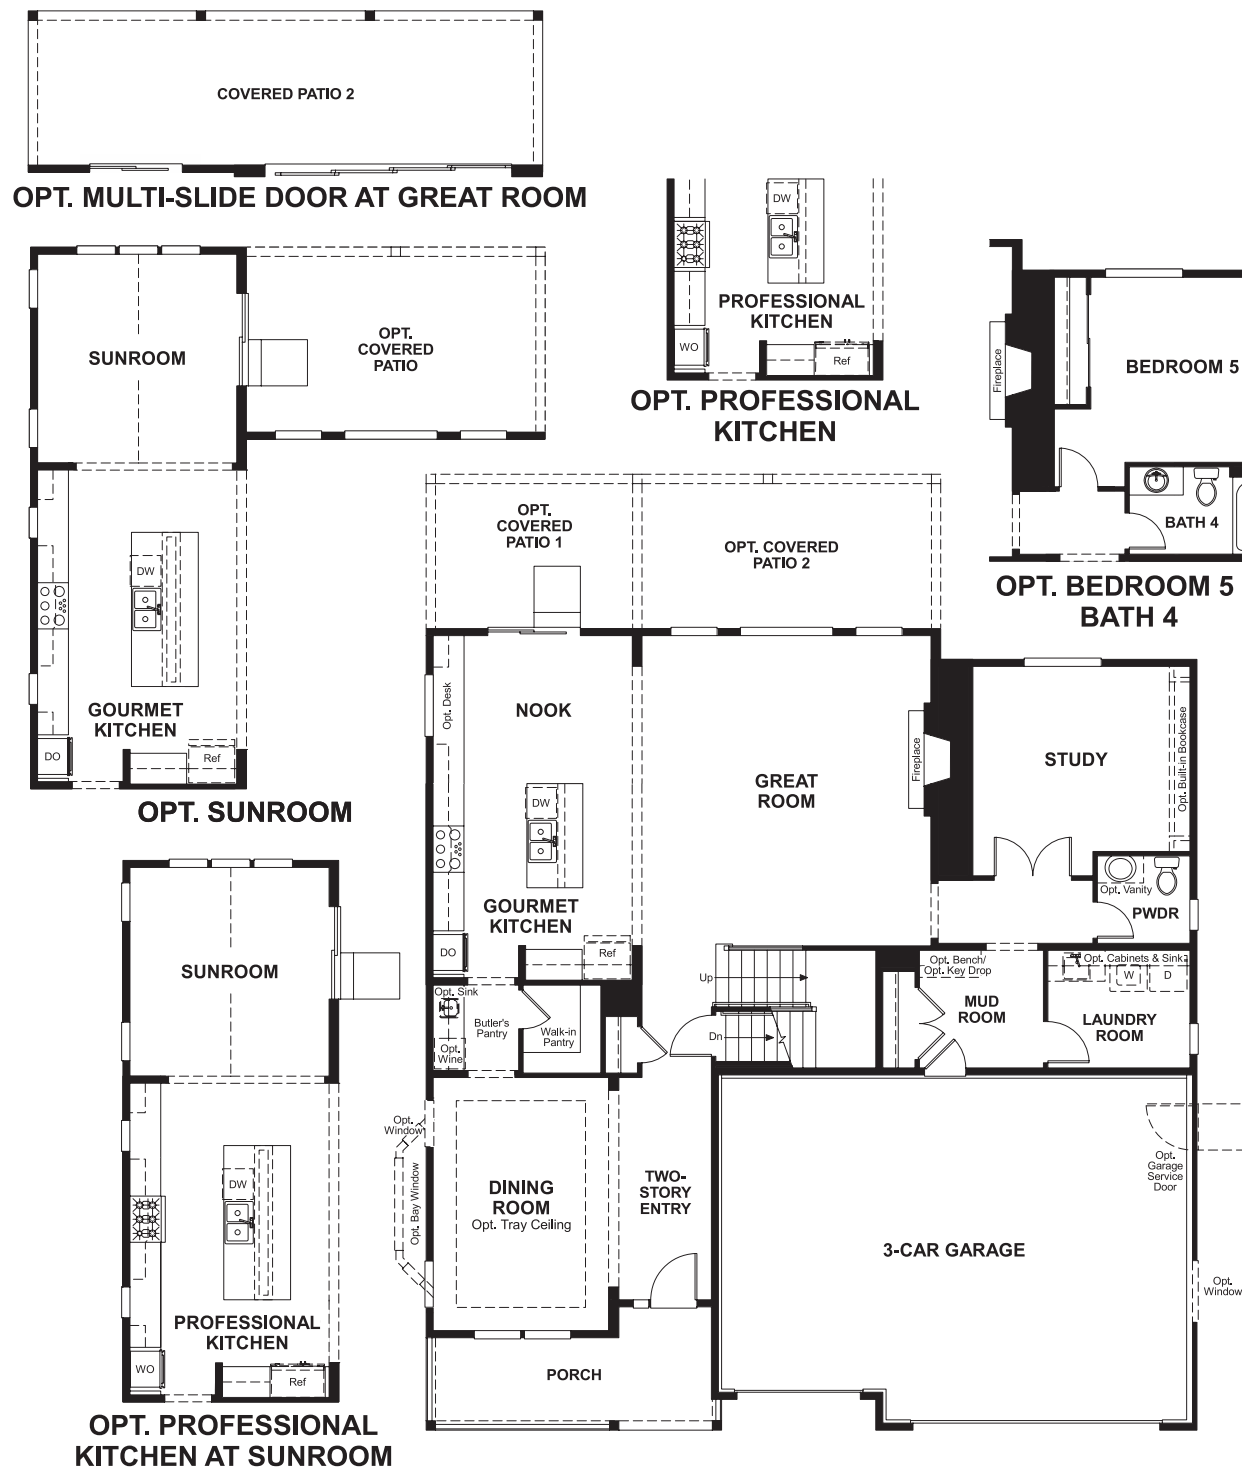 COVERED PATIO 2
OPT. MULTI-SLIDE DOOR AT GREAT ROOM
SUNROOM
OPT.
COVERED
PATIO
DW
GOURMET
KITCHEN
DO
Ref
OPT. SUNROOM
DW
PROFESSIONAL
KITCHEN
WO
Ref
OPT. PROFESSIONAL
KITCHEN
Fireplace
BEDROOM 5
BATH 4
OPT. BEDROOM 5
BATH 4
SUNROOM
DW
PROFESSIONAL
KITCHEN
WO
Ref
OPT. PROFESSIONAL
KITCHEN AT SUNROOM
OPT.
COVERED
PATIO 1
OPT. COVERED
PATIO 2
Opt. Desk
NOOK
DW
GOURMET
KITCHEN
DO
Ref
GREAT
ROOM
Fireplace
STUDY
Opt. Built-in Bookcase
Opt. Vanity
PWDR
Opt. Sink
Opt.
Wine
Butler's
Pantry
Walk-in
Pantry
Up
Dn
Opt. Bench/
Opt. Key Drop
MUD
ROOM
Opt. Cabinets & Sink
W
D
LAUNDRY
ROOM
Opt.
Window
Opt. Bay Window
DINING
ROOM
Opt. Tray Ceiling
TWO-
STORY
ENTRY
3-CAR GARAGE
Opt.
Garage
Service
Door
Opt.
Window
PORCH